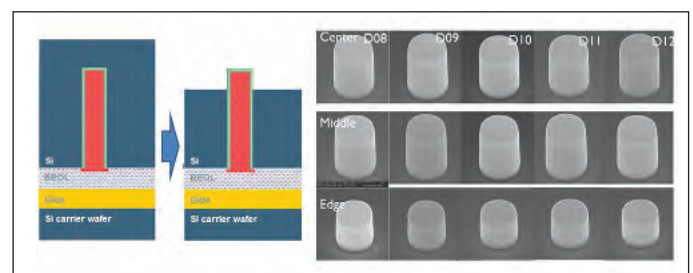 Si
BEOL
Glue
Si carrier wafer
Si
BEOL
Glue
Si carrier wafer
Center D08 D09 D10 D11 D12
Middle
Edge